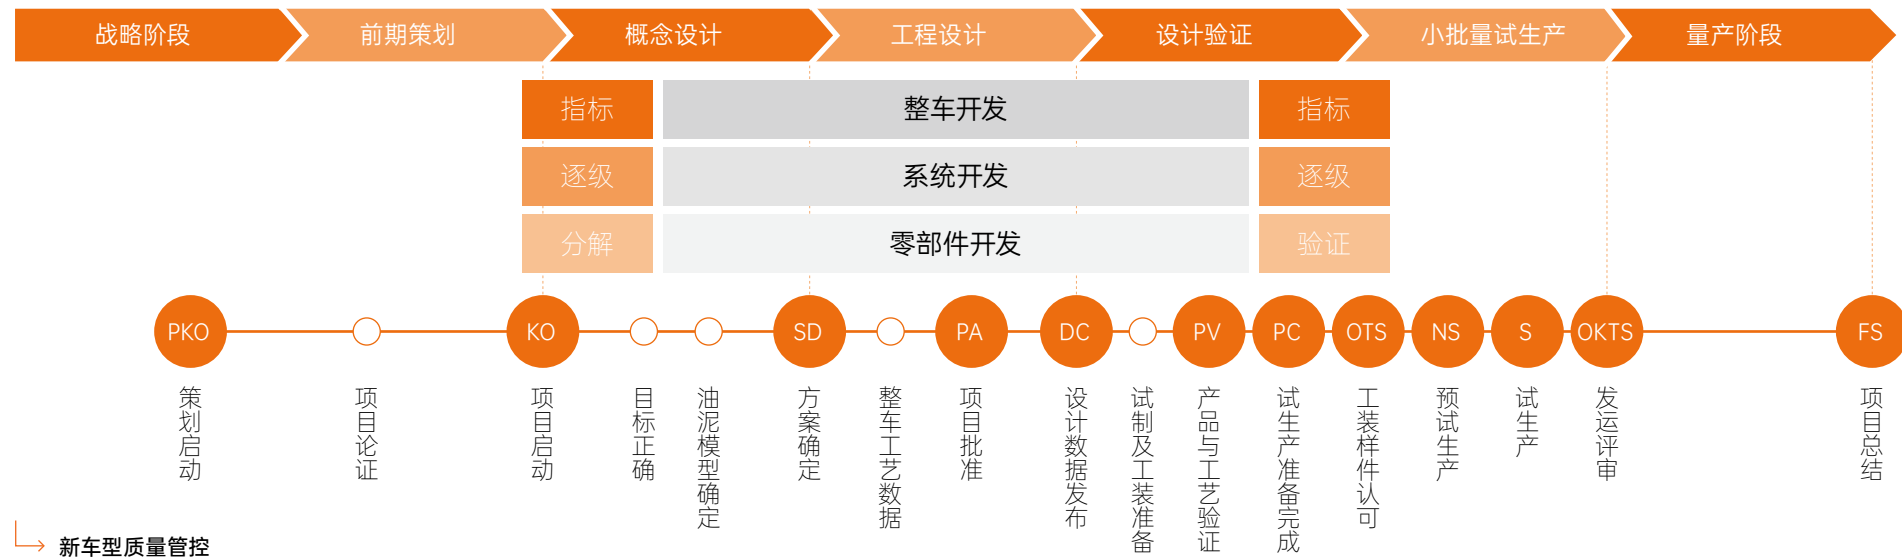 战略阶段
前期策划
概念设计
工程设计
设计验证
小批量试生产
量产阶段
指标
整车开发
指标
逐级
系统开发
逐级
分解
零部件开发
验证
PKO
KO
SD
PA
DC
PV
PC
OTS
NS
S
OKTS
FS
策划启动
项目论证
项目启动
目标正确
油泥模型确定
方案确定
整车工艺数据
项目批准
设计数据发布
试制及工装准备
产品与工艺验证
试生产准备完成
工装样件认可
预试生产
试生产
发运评审
项目总结
新车型质量管控